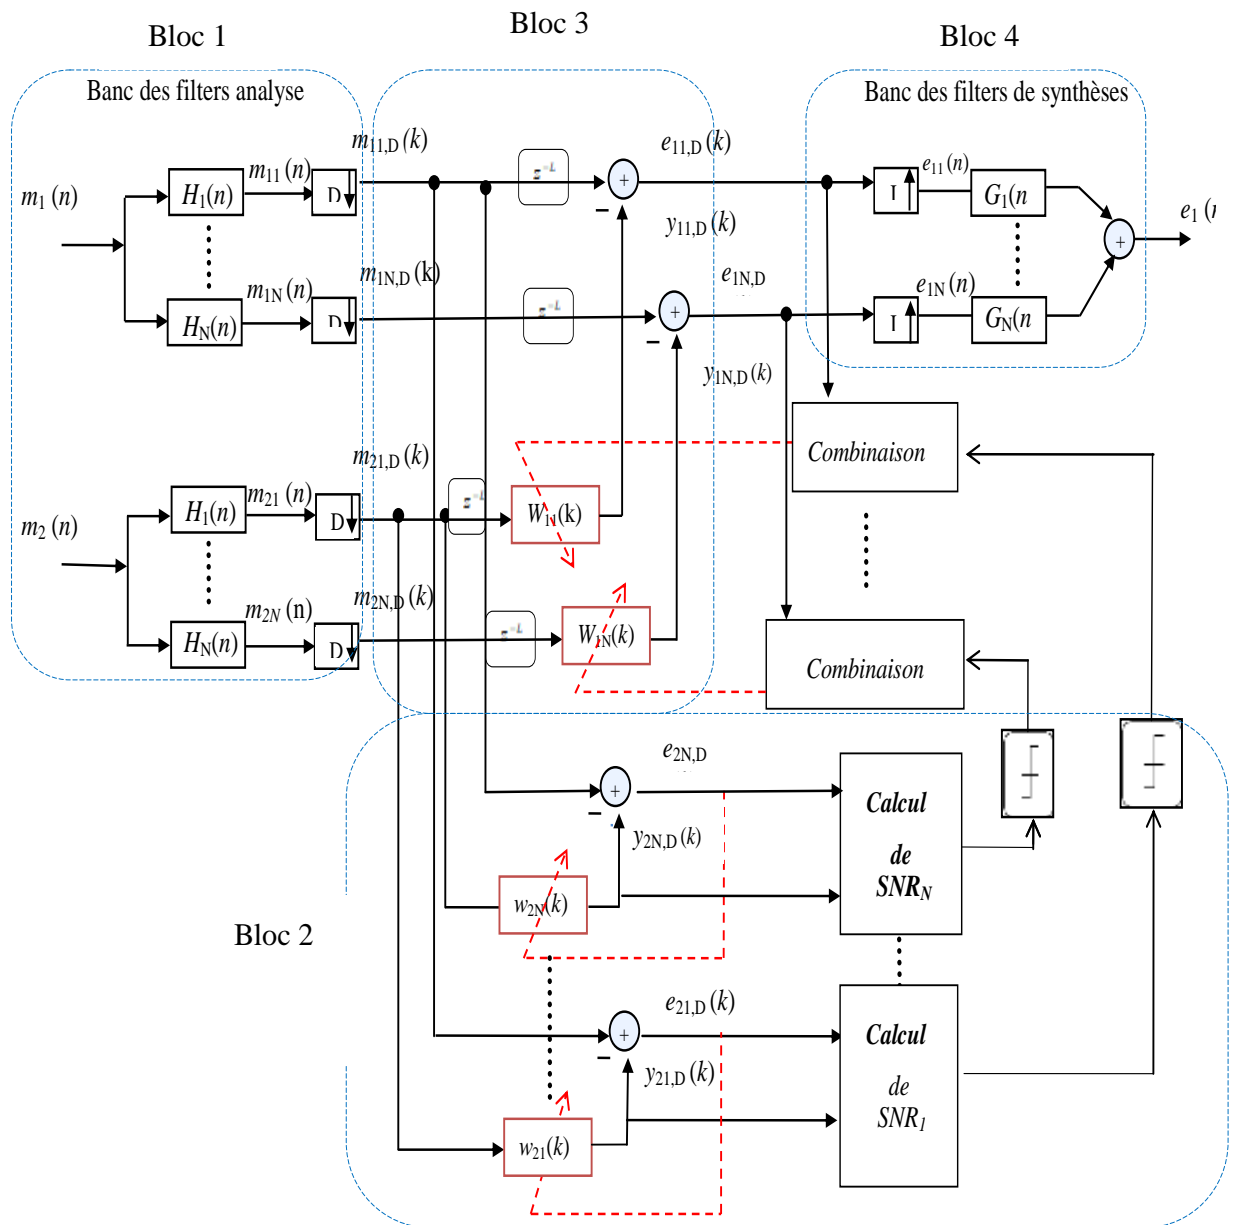 Bloc 1
Bloc 3
Bloc 4
Banc des filters analyse
Banc des filters de synthèses
m1 (n)
H1(n)
m11 (n)
D
m11,D (k)
z-L
+
−
e11,D (k)
y11,D (k)
e11 (n)
G1(n
+
e1 (
HN(n)
m1N (n)
D
m1N,D (k)
z-L
+
−
e1N,D
y1N,D (k)
e1N (n)
GN(n
Combinaison
m2 (n)
H1(n)
m21 (n)
D
m21,D (k)
z-L
W11(k)
HN(n)
m2N (n)
D
m2N,D (k)
z-L
W1N(k)
Combinaison
Bloc 2
e2N,D
+
−
y2N,D (k)
w2N(k)
Calcul
de
SNRN
e21,D (k)
+
−
y21,D (k)
w21(k)
Calcul
de
SNR1